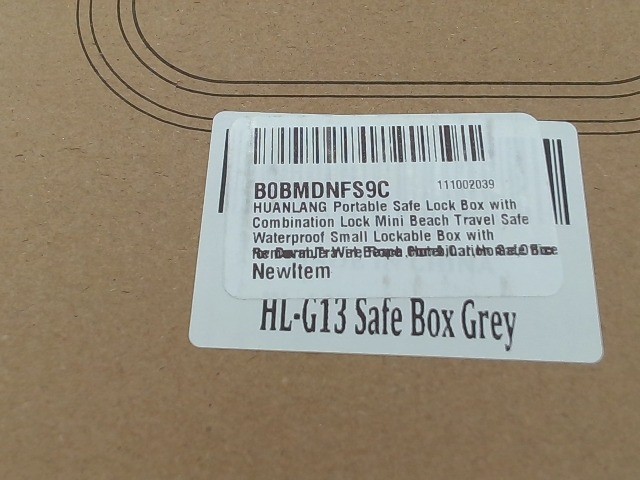 B0BMDNFS9C 111002039
HUANLANG Portable Safe Lock Box with
Combination Lock Mini Beach Travel Safe
Waterproof Small Lockable Box with
NewItem
HL-G13 Safe Box Grey